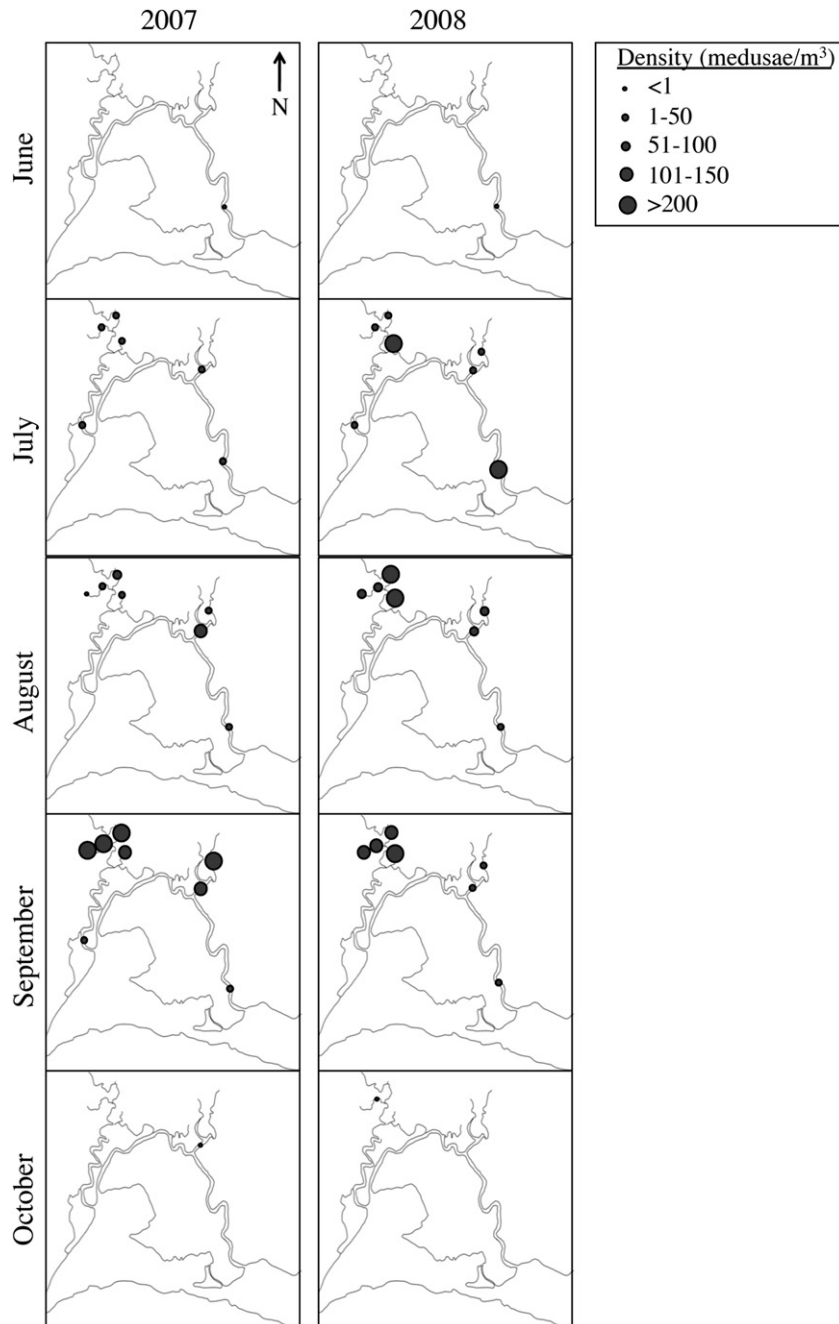 2007
2008
N
June
July
August
September
October
Density (medusae/m³)
<1
1-50
51-100
101-150
>200